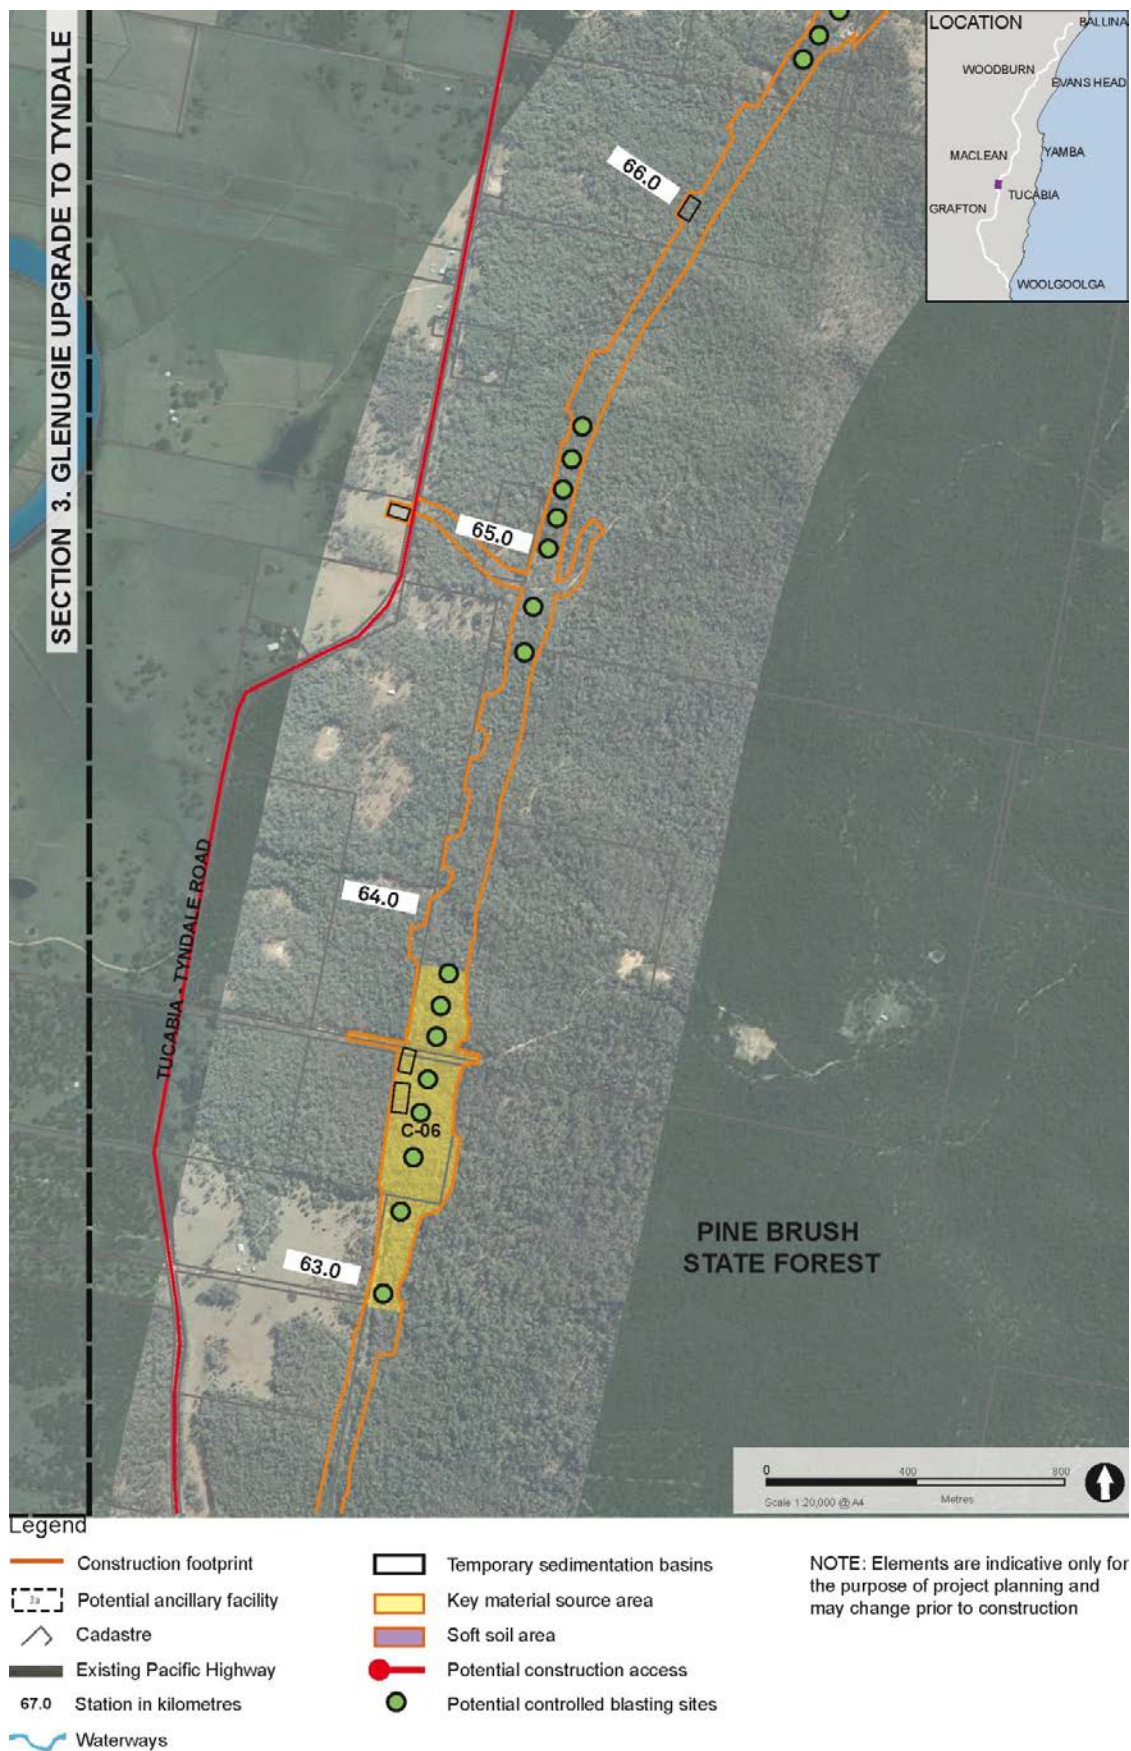 SECTION 3. GLENUGIE UPGRADE TO TYNDALE
LOCATION
BALLINA
WOODBURN
EVANS HEAD
MACLEAN
YAMBA
TUCABIA
GRAFTON
WOOLGOOLGA
66.0
65.0
64.0
TUCABIA - TYNDALE ROAD
C-06
63.0
PINE BRUSH
STATE FOREST
0 400 800
Scale 1:20,000 @ A4 Metres
Legend
Construction footprint
3a Potential ancillary facility
Cadastre
Existing Pacific Highway
67.0 Station in kilometres
Waterways
Temporary sedimentation basins
Key material source area
Soft soil area
Potential construction access
Potential controlled blasting sites
NOTE: Elements are indicative only for
the purpose of project planning and
may change prior to construction